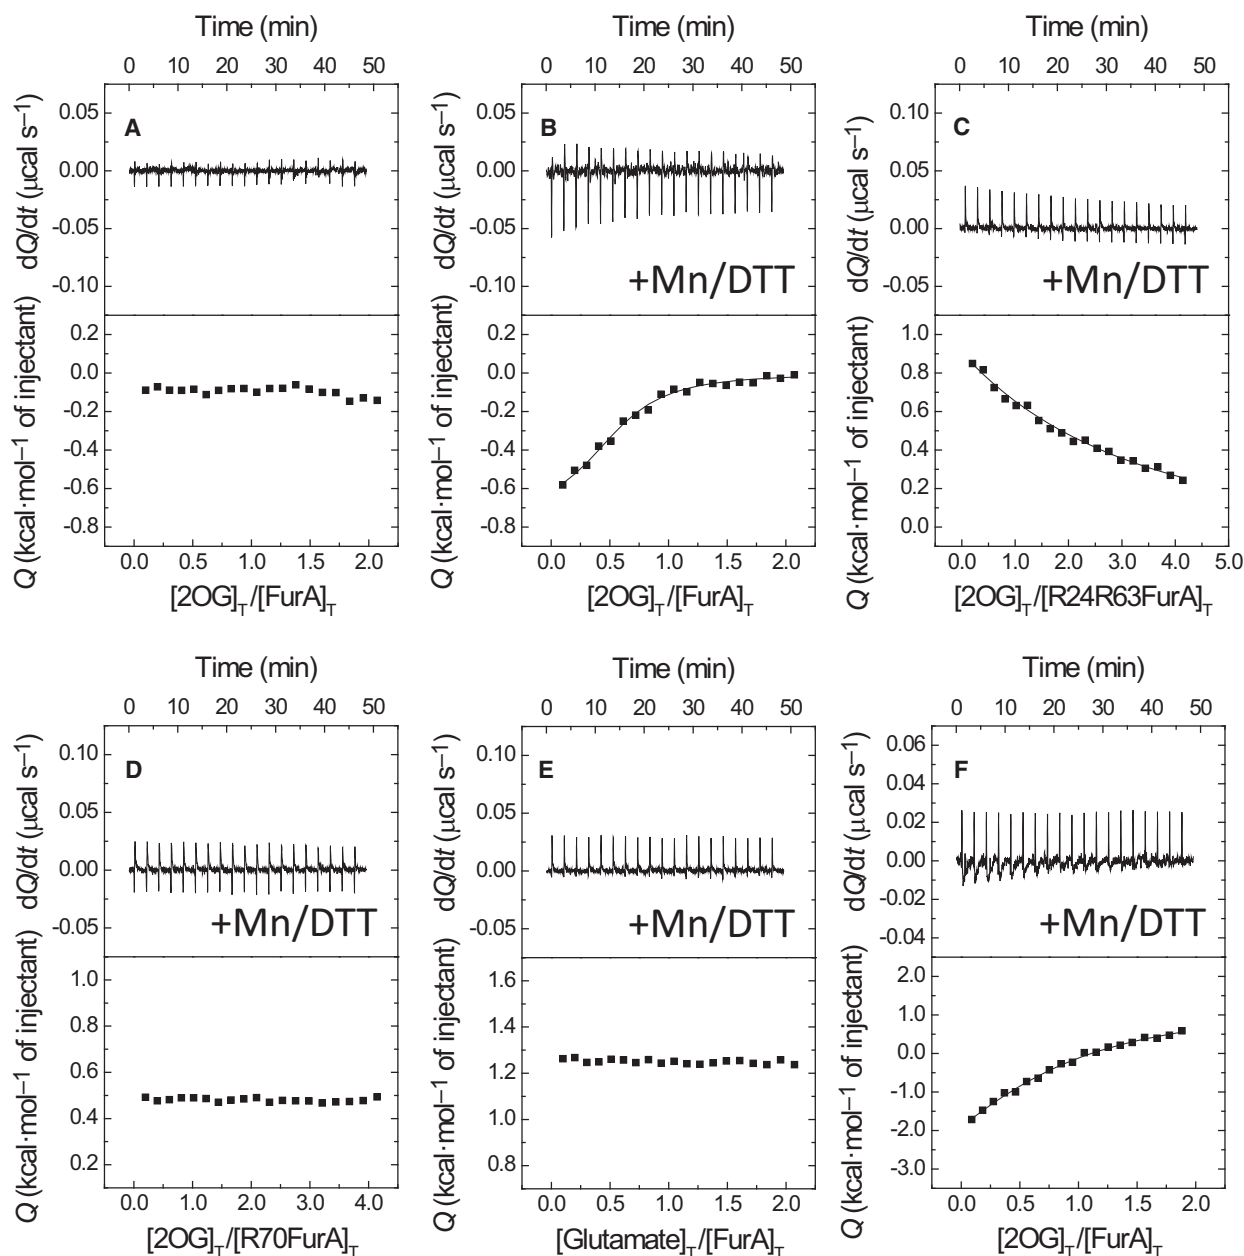 Time (min)
0 10 20 30 40 50
A
0.05
0.00
-0.05
-0.10
dQ/dt (μcal s⁻¹)
0.2
0.0
-0.2
-0.4
-0.6
-0.8
Q (kcal·mol⁻¹ of injectant)
0.0 0.5 1.0 1.5 2.0
[2OG]T/[FurA]T
Time (min)
0 10 20 30 40 50
B
0.05
0.00
-0.05
-0.10
dQ/dt (μcal s⁻¹)
+Mn/DTT
0.2
0.0
-0.2
-0.4
-0.6
-0.8
Q (kcal·mol⁻¹ of injectant)
0.0 0.5 1.0 1.5 2.0
[2OG]T/[FurA]T
Time (min)
0 10 20 30 40 50
C
0.10
0.05
0.00
-0.05
dQ/dt (μcal s⁻¹)
+Mn/DTT
1.0
0.8
0.6
0.4
0.2
0.0
Q (kcal·mol⁻¹ of injectant)
0.0 1.0 2.0 3.0 4.0 5.0
[2OG]T/[R24R63FurA]T
Time (min)
0 10 20 30 40 50
D
0.10
0.05
0.00
-0.05
dQ/dt (μcal s⁻¹)
+Mn/DTT
1.0
0.8
0.6
0.4
0.2
Q (kcal·mol⁻¹ of injectant)
0.0 1.0 2.0 3.0 4.0
[2OG]T/[R70FurA]T
Time (min)
0 10 20 30 40 50
E
0.10
0.05
0.00
-0.05
dQ/dt (μcal s⁻¹)
+Mn/DTT
1.6
1.4
1.2
1.0
0.8
Q (kcal·mol⁻¹ of injectant)
0.0 0.5 1.0 1.5 2.0
[Glutamate]T/[FurA]T
Time (min)
0 10 20 30 40 50
F
0.06
0.04
0.02
0.00
-0.02
-0.04
dQ/dt (μcal s⁻¹)
+Mn/DTT
2.0
1.0
0.0
-1.0
-2.0
-3.0
Q (kcal·mol⁻¹ of injectant)
0.0 0.5 1.0 1.5 2.0
[2OG]T/[FurA]T